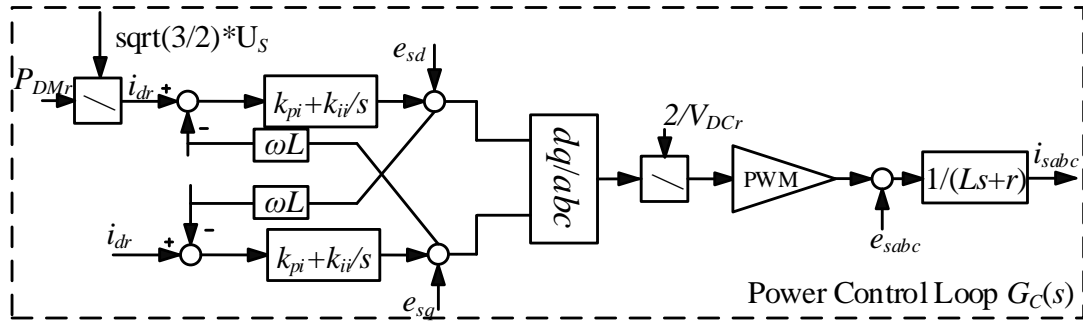 sqrt(3/2)*U_S
P_DMr
i_dr
+
-
k_pi+k_ii/s
e_sd
ωL
ωL
i_dr
+
-
k_pi+k_ii/s
e_sq
dq/abc
2/V_DCr
PWM
e_sabc
1/(Ls+r)
i_sabc
Power Control Loop G_C(s)